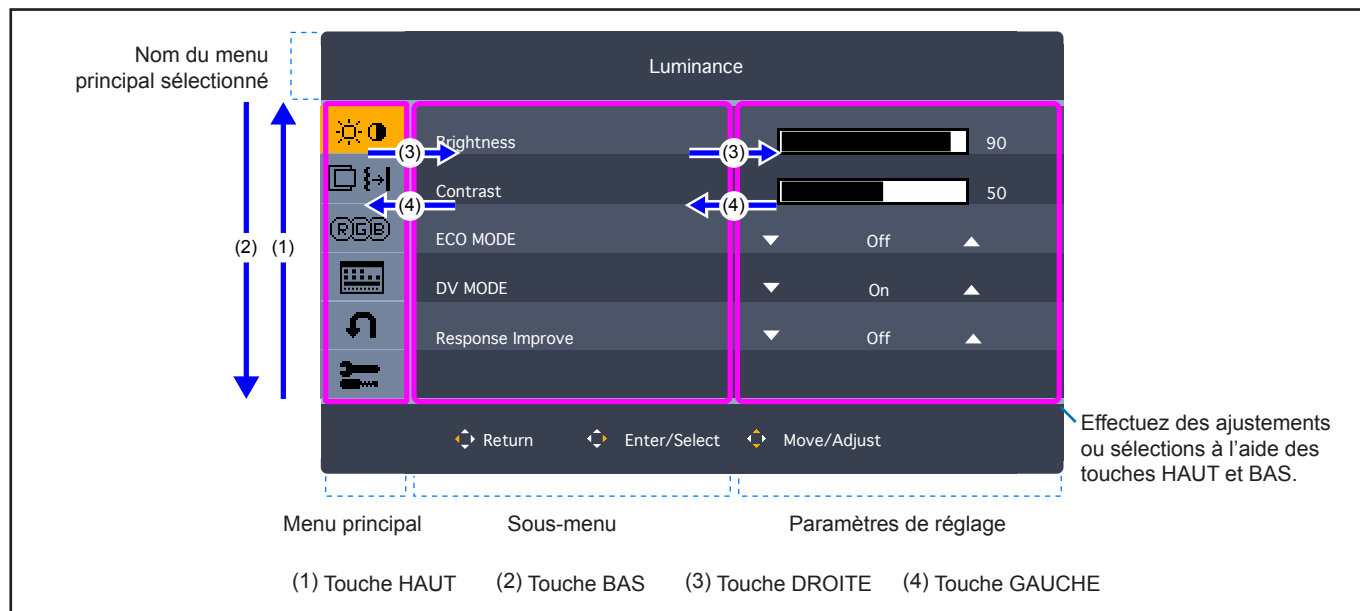 Nom du menu
principal sélectionné
Luminance
Brightness
90
(3)
(3)
Contrast
50
(4)
(4)
RGB
(2)
(1)
ECO MODE
Off
DV MODE
On
Response Improve
Off
Return
Enter/Select
Move/Adjust
Effectuez des ajustements
ou sélections à l’aide des
touches HAUT et BAS.
Menu principal
Sous-menu
Paramètres de réglage
(1) Touche HAUT
(2) Touche BAS
(3) Touche DROITE
(4) Touche GAUCHE